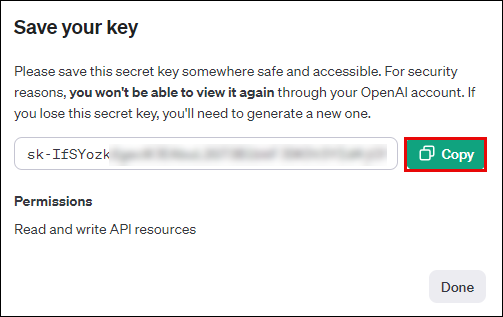 Save your key
Please save this secret key somewhere safe and accessible. For security
reasons, you won't be able to view it again through your OpenAI account. If
you lose this secret key, you'll need to generate a new one.
sk-IfSYozk
Copy
Permissions
Read and write API resources
Done